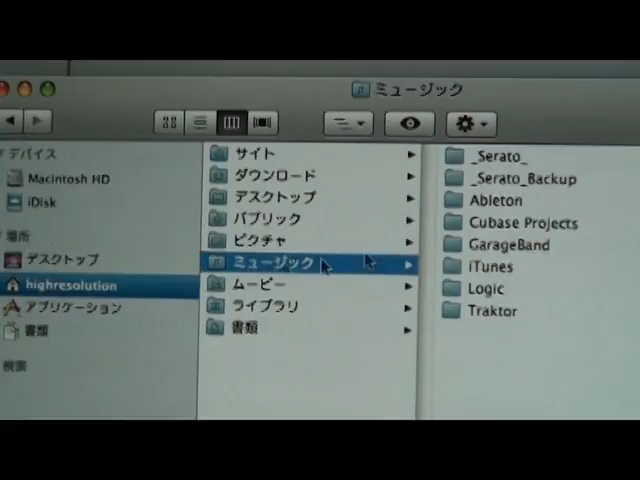 ミュージック
デバイス
Macintosh HD
iDisk
場所
デスクトップ
highresolution
アプリケーション
書類
検索
サイト
ダウンロード
デスクトップ
パブリック
ピクチャ
ミュージック
ムービー
ライブラリ
書類
_Serato_
_Serato_Backup
Ableton
Cubase Projects
GarageBand
iTunes
Logic
Traktor